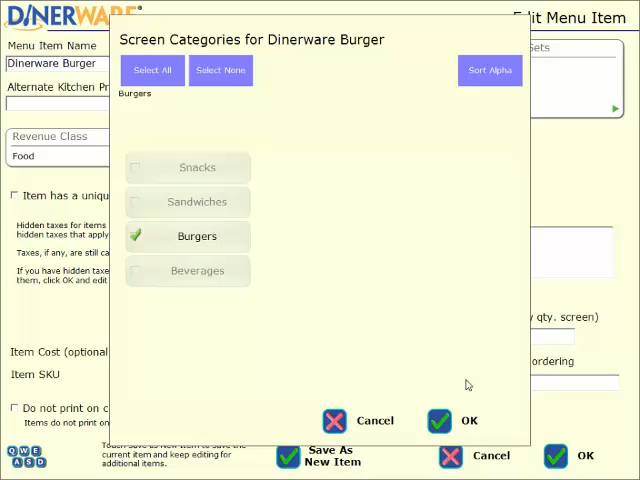 DINERWARE
Edit Menu Item
Menu Item Name
Dinerware Burger
Alternate Kitchen Pr
Revenue Class
Food
Item has a uniqu
Hidden taxes for items
hidden taxes that apply
Taxes, if any, are still ca
If you have hidden taxe
them, click OK and edit
Item Cost (optional
Item SKU
Do not print on c
Items do not print on
Screen Categories for Dinerware Burger
Select All
Select None
Sort Alpha
Burgers
Snacks
Sandwiches
Burgers
Beverages
Cancel
OK
Sets
qty. screen)
ordering
QWE
ASD
Touch Save as New Item to save the
current item and keep editing for
additional items.
Save As
New Item
Cancel
OK